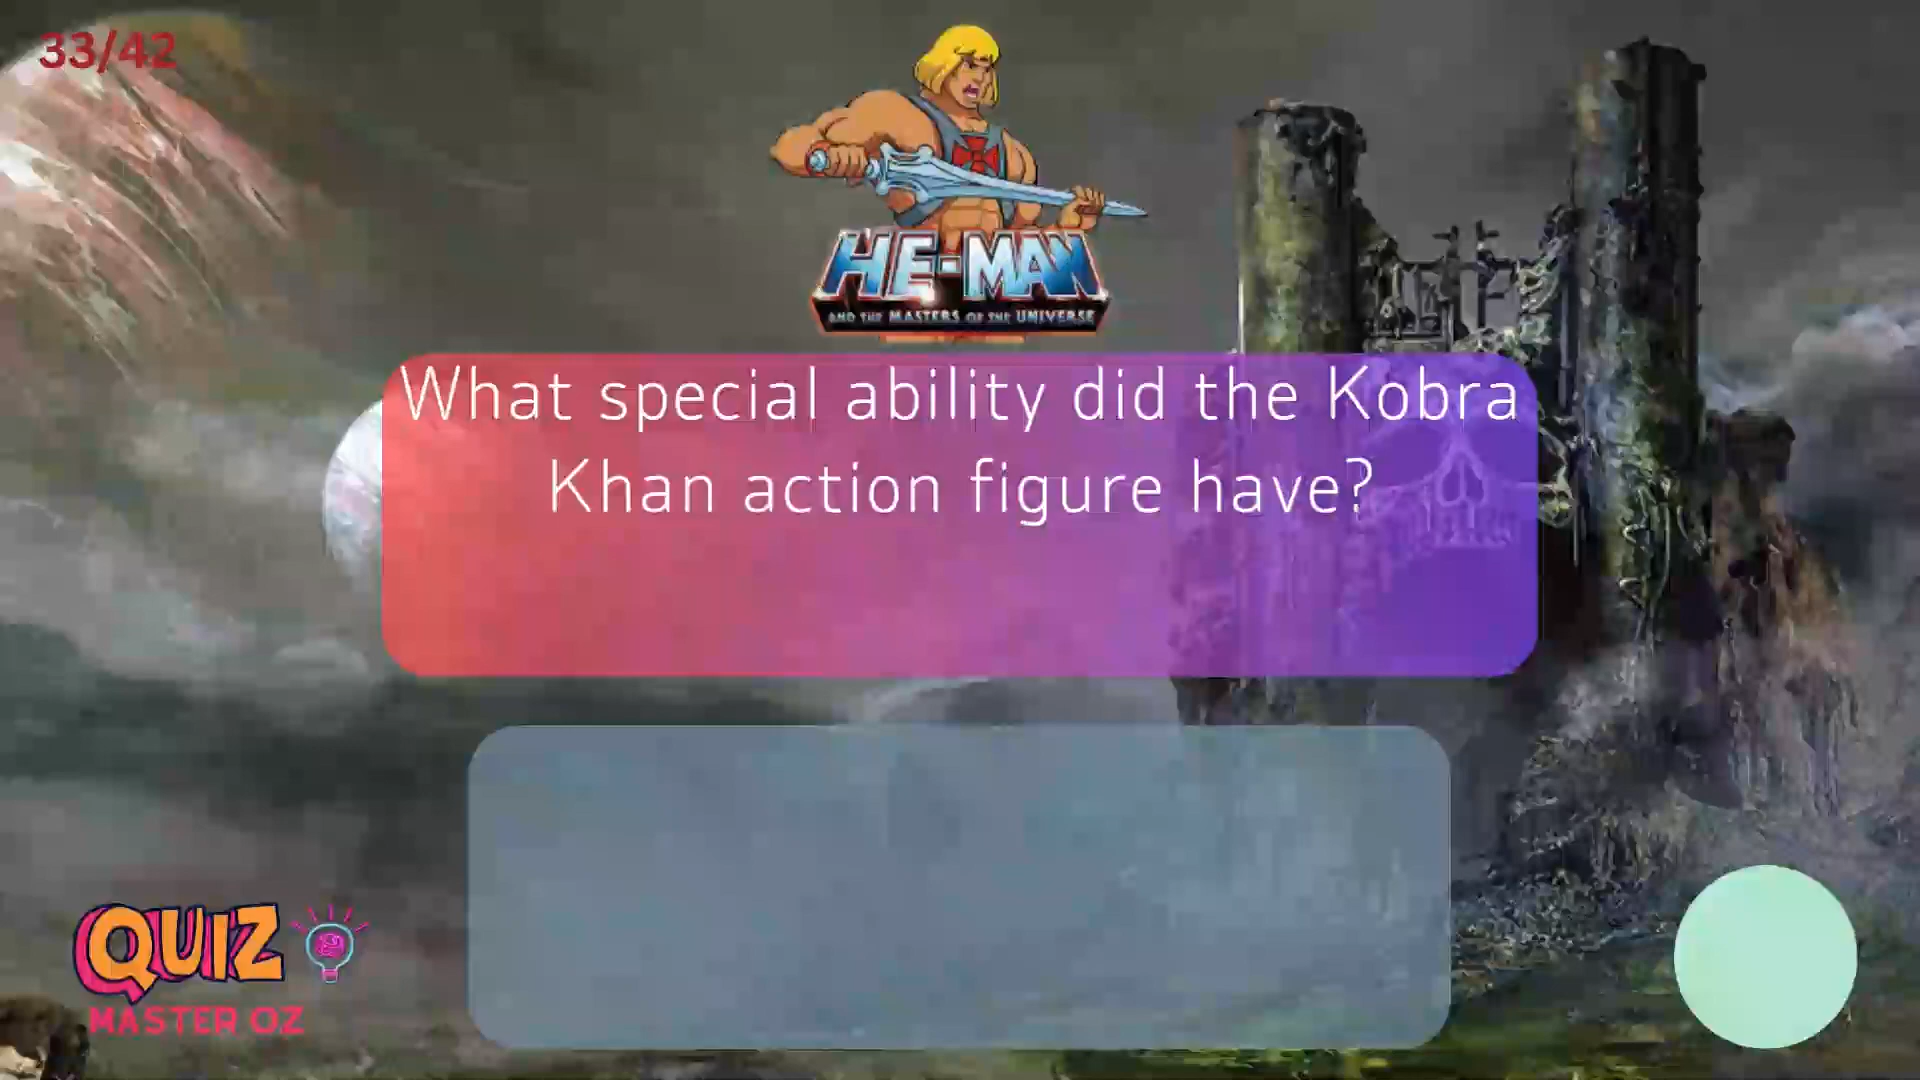 33/42
HE-MAN
AND THE MASTERS OF THE UNIVERSE
What special ability did the Kobra
Khan action figure have?
QUIZ
MASTER OZ